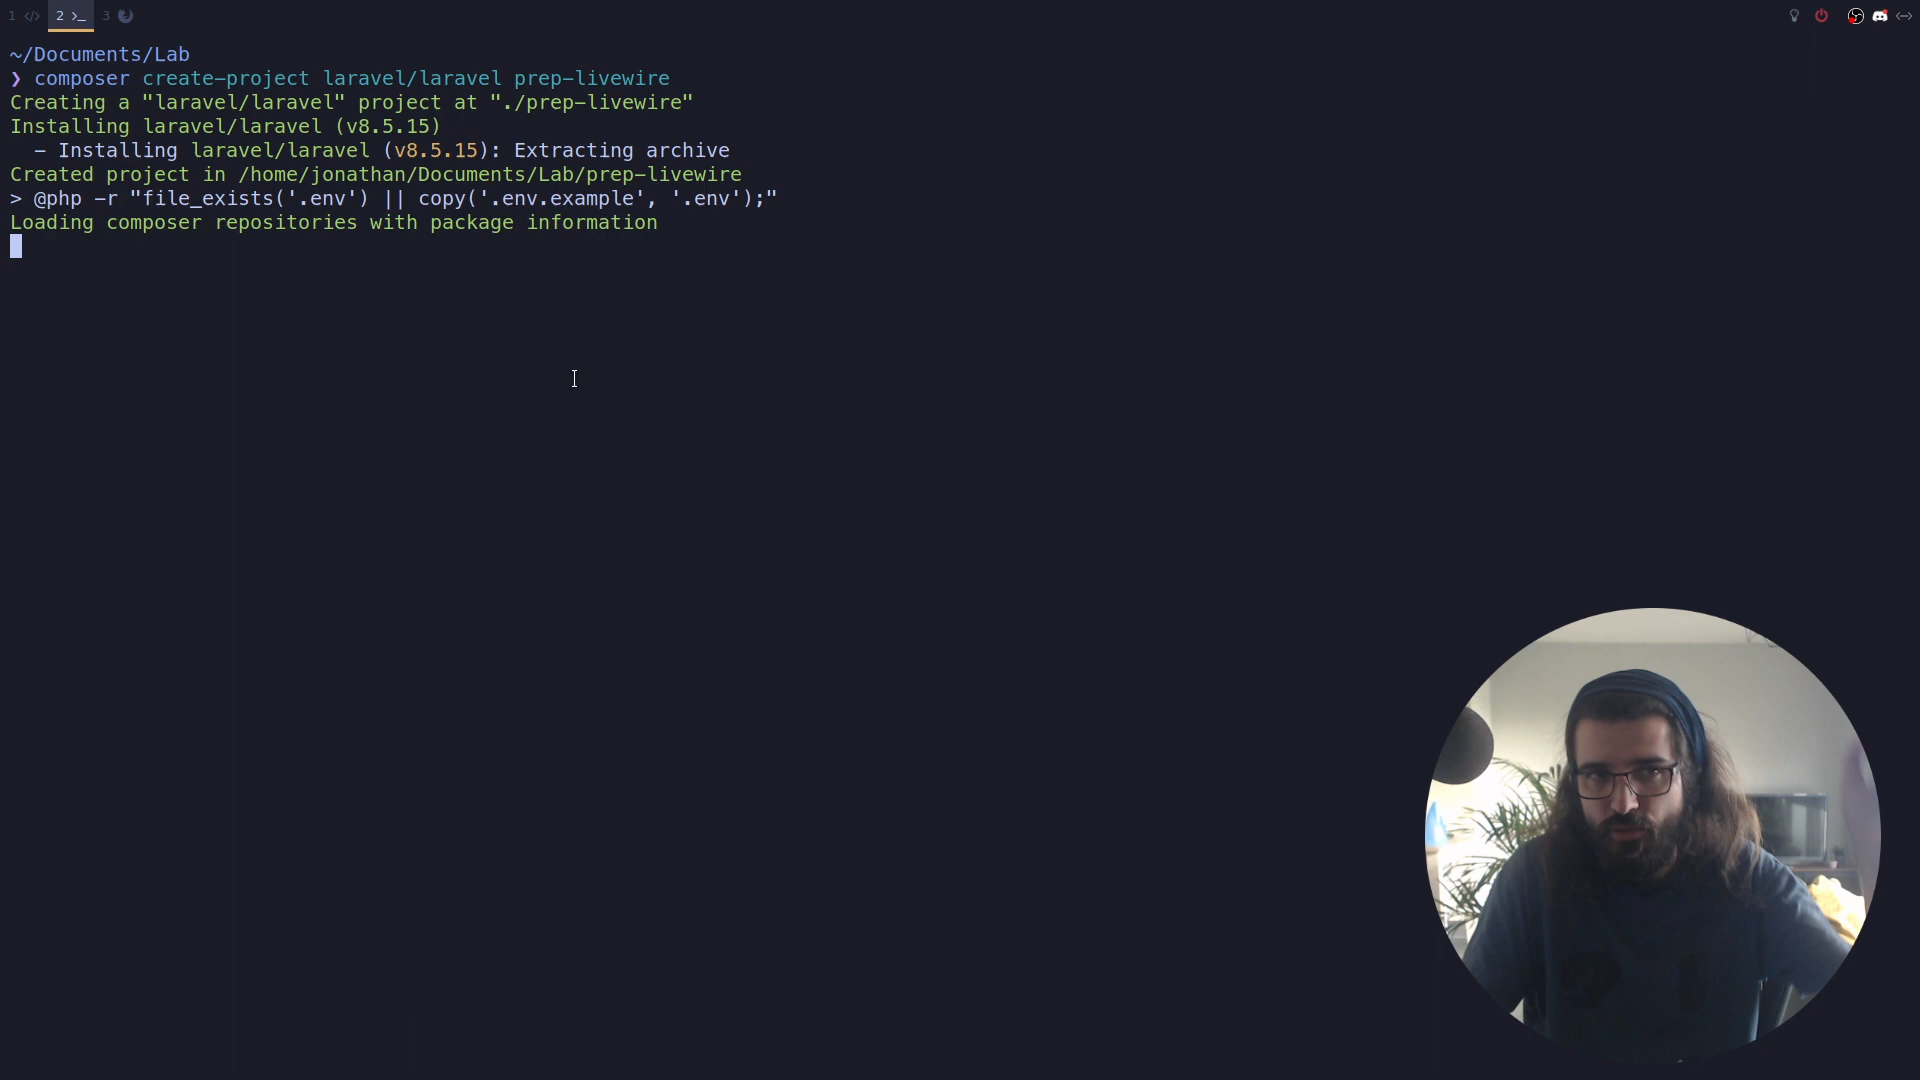 1 2 3
~/Documents/Lab
❯ composer create-project laravel/laravel prep-livewire
Creating a "laravel/laravel" project at "./prep-livewire"
Installing laravel/laravel (v8.5.15)
  - Installing laravel/laravel (v8.5.15): Extracting archive
Created project in /home/jonathan/Documents/Lab/prep-livewire
> @php -r "file_exists('.env') || copy('.env.example', '.env');"
Loading composer repositories with package information